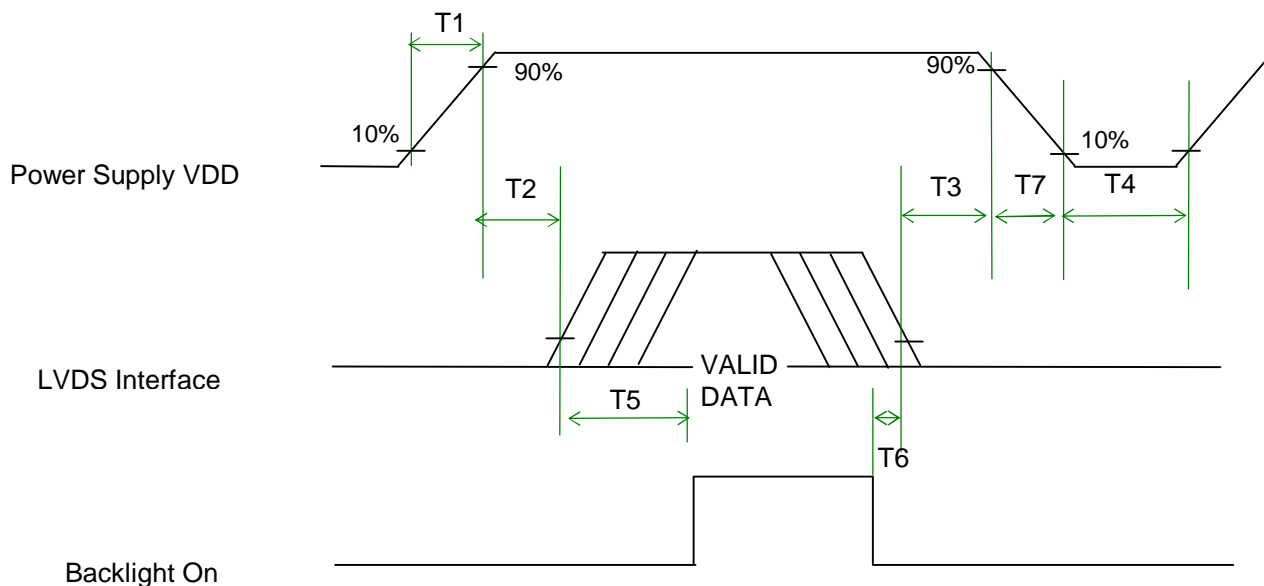 T1
90%
90%
10%
10%
Power Supply VDD
T2
T3
T7
T4
LVDS Interface
VALID
DATA
T5
T6
Backlight On